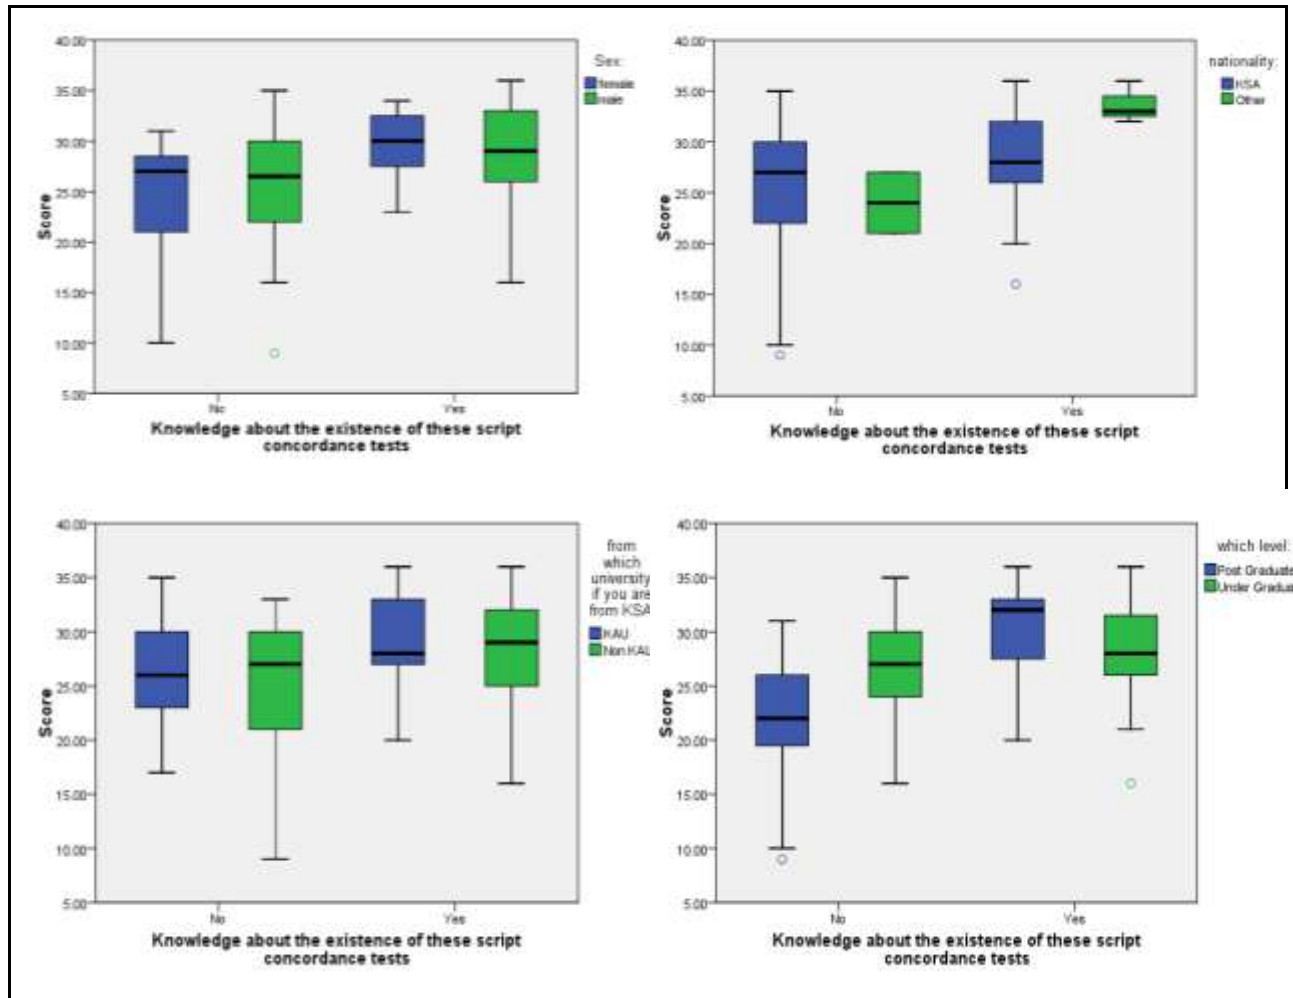 40.00
35.00
30.00
25.00
20.00
15.00
10.00
5.00
Score
No
Yes
Knowledge about the existence of these script
concordance tests
Sex:
female
male
40.00
35.00
30.00
25.00
20.00
15.00
10.00
5.00
Score
No
Yes
Knowledge about the existence of these script
concordance tests
nationality:
KSA
Other
40.00
35.00
30.00
25.00
20.00
15.00
10.00
5.00
Score
No
Yes
Knowledge about the existence of these script
concordance tests
from
which
university
if you are
from KSA
KAU
Non KAU
40.00
35.00
30.00
25.00
20.00
15.00
10.00
5.00
Score
No
Yes
Knowledge about the existence of these script
concordance tests
which level:
Post Graduate
Under Gradua